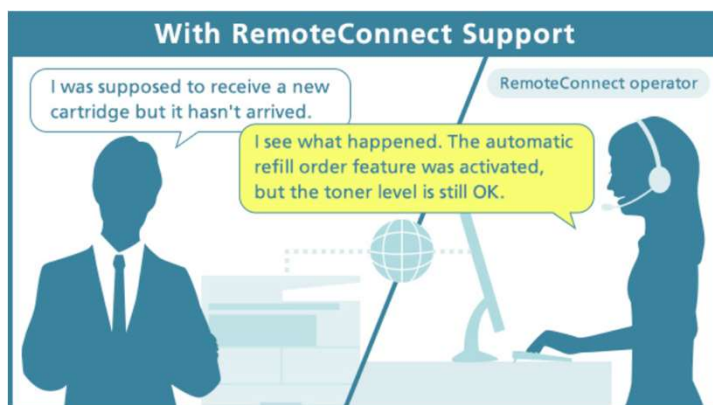 With RemoteConnect Support
I was supposed to receive a new
cartridge but it hasn't arrived.
RemoteConnect operator
I see what happened. The automatic
refill order feature was activated,
but the toner level is still OK.